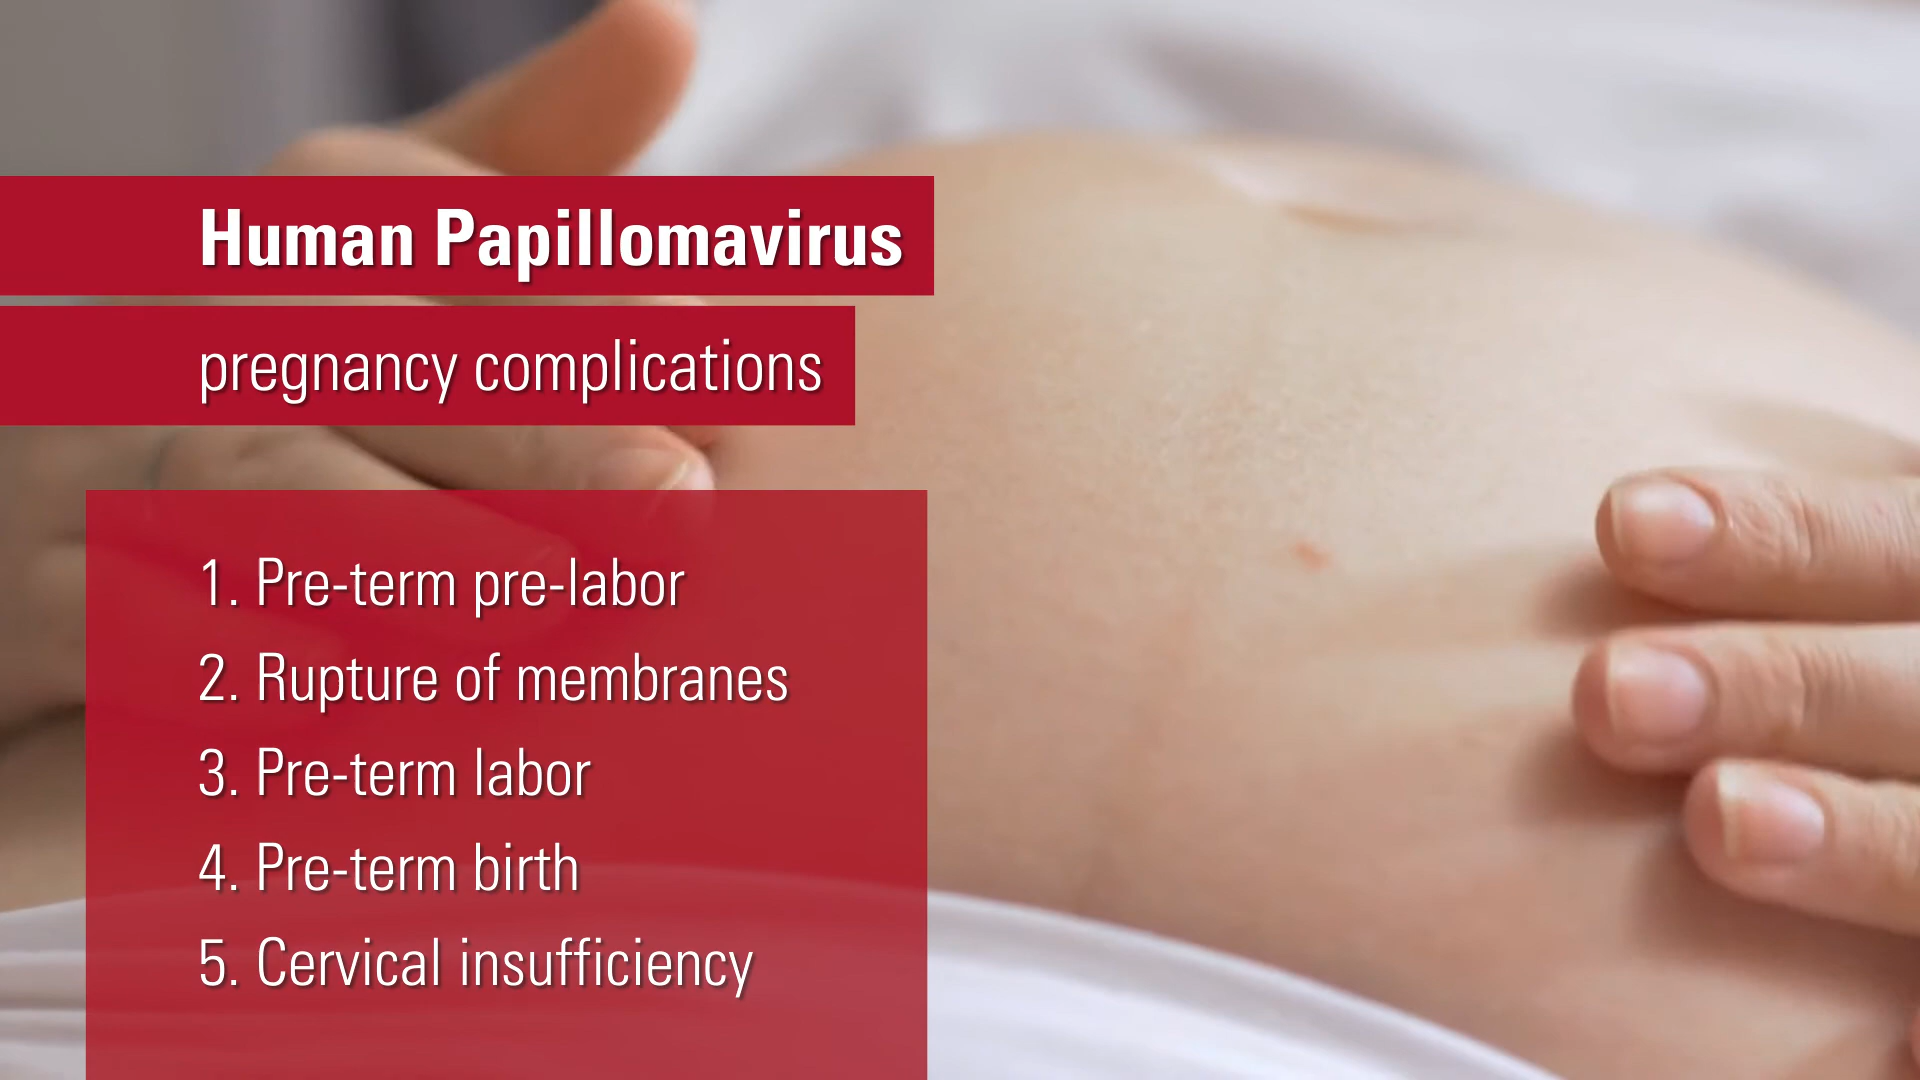 Human Papillomavirus
pregnancy complications
1. Pre-term pre-labor
2. Rupture of membranes
3. Pre-term labor
4. Pre-term birth
5. Cervical insufficiency